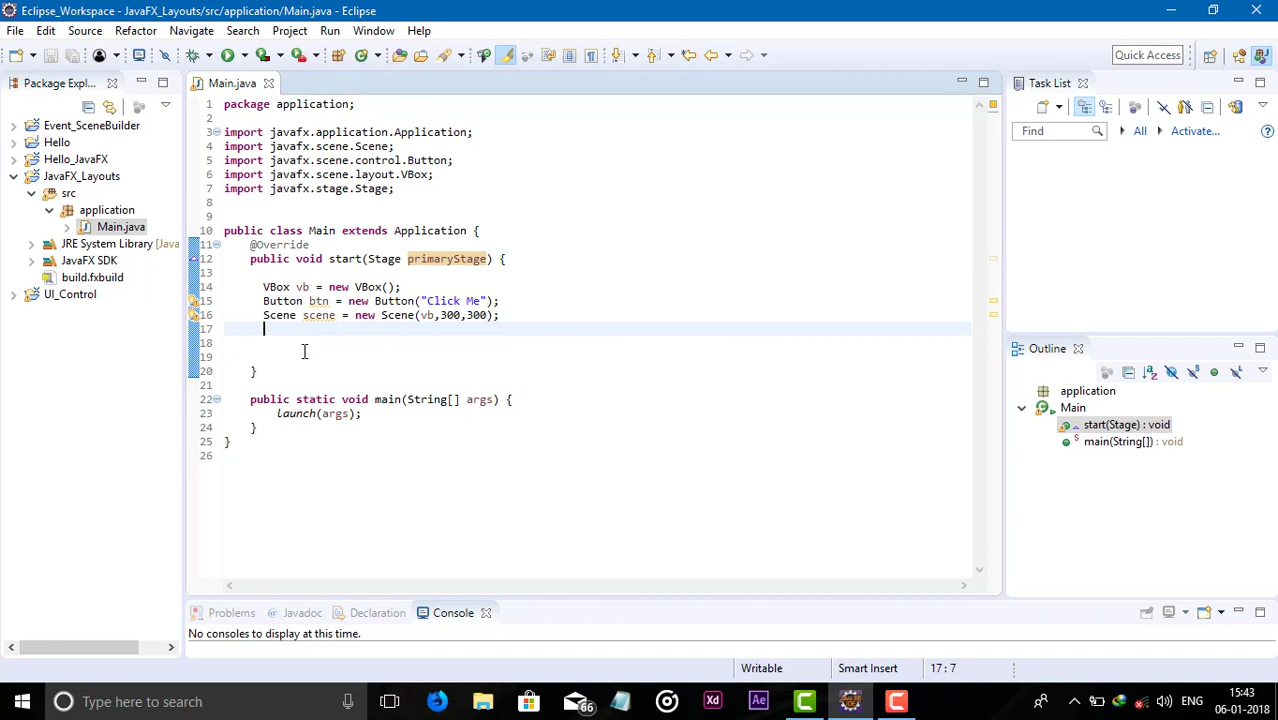 Eclipse_Workspace - JavaFX_Layouts/src/application/Main.java - Eclipse
File Edit Source Refactor Navigate Search Project Run Window Help
Quick Access
Package Expl...
Event_SceneBuilder
Hello
Hello_JavaFX
JavaFX_Layouts
src
application
Main.java
JRE System Library [Java
JavaFX SDK
build.fxbuild
UI_Control
Main.java
1 package application;
2
3 import javafx.application.Application;
4 import javafx.scene.Scene;
5 import javafx.scene.control.Button;
6 import javafx.scene.layout.VBox;
7 import javafx.stage.Stage;
8
9
10 public class Main extends Application {
11 @Override
12 public void start(Stage primaryStage) {
13
14 VBox vb = new VBox();
15 Button btn = new Button("Click Me");
16 Scene scene = new Scene(vb,300,300);
17
18
19
20 }
21
22 public static void main(String[] args) {
23 launch(args);
24 }
25 }
26
Task List
Find All Activate...
Outline
application
Main
start(Stage) : void
main(String[]) : void
Problems Javadoc Declaration Console
No consoles to display at this time.
Writable Smart Insert 17 : 7
Type here to search
66
Xd
Ae
ENG
15:43
06-01-2018